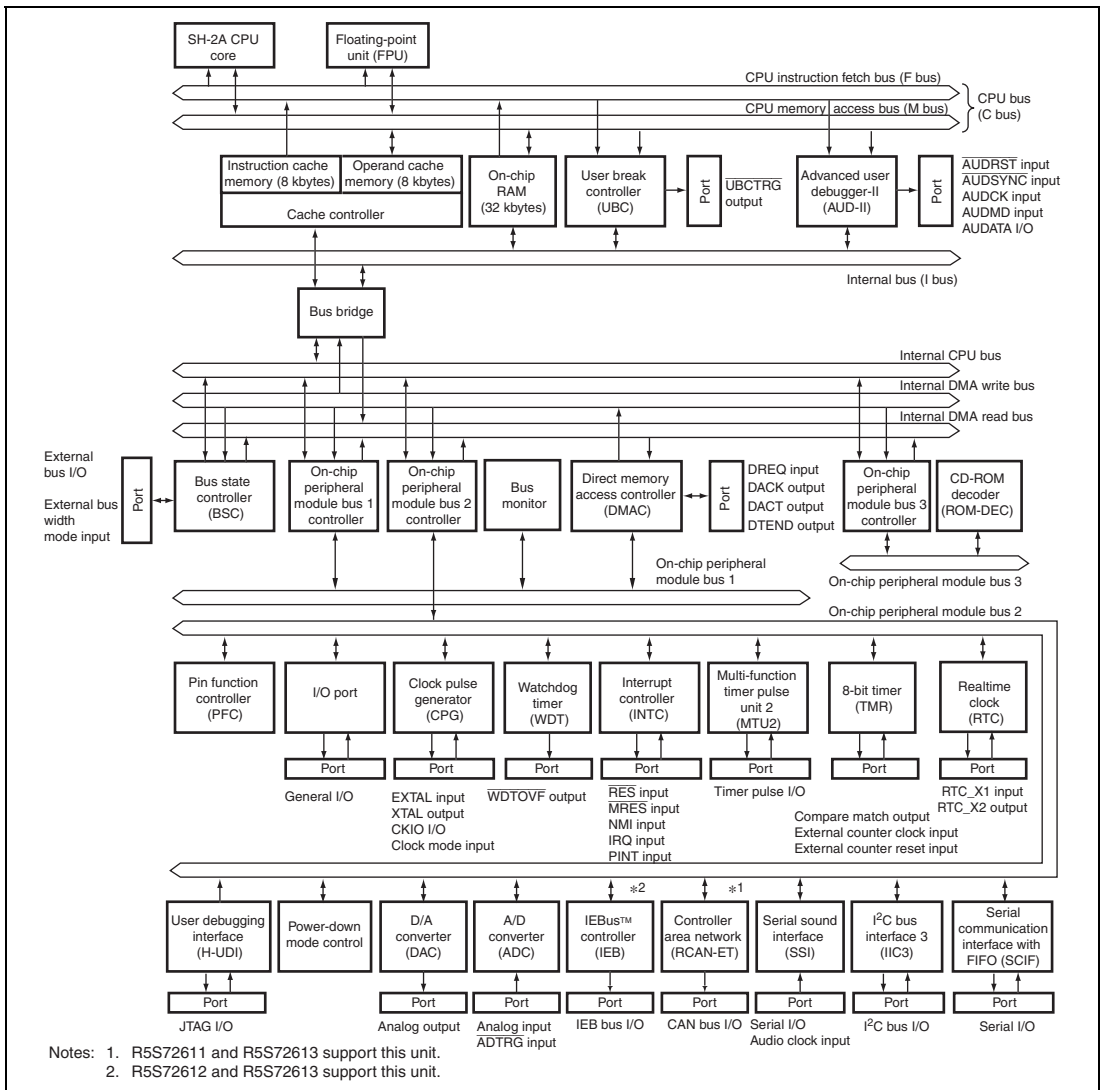 SH-2A CPU
core
Floating-point
unit (FPU)
CPU instruction fetch bus (F bus)
CPU memory access bus (M bus)
CPU bus
(C bus)
Instruction cache
memory (8 kbytes)
Operand cache
memory (8 kbytes)
Cache controller
On-chip
RAM
(32 kbytes)
User break
controller
(UBC)
Port
UBCTRG
output
Advanced user
debugger-II
(AUD-II)
Port
AUDRST input
AUDSYNC input
AUDCK input
AUDMD input
AUDATA I/O
Internal bus (I bus)
Bus bridge
Internal CPU bus
Internal DMA write bus
Internal DMA read bus
External
bus I/O
External bus
width
mode input
Port
Bus state
controller
(BSC)
On-chip
peripheral
module bus 1
controller
On-chip
peripheral
module bus 2
controller
Bus
monitor
Direct memory
access controller
(DMAC)
Port
DREQ input
DACK output
DACT output
DTEND output
On-chip
peripheral
module bus 3
controller
CD-ROM
decoder
(ROM-DEC)
On-chip peripheral
module bus 1
On-chip peripheral module bus 3
On-chip peripheral module bus 2
Pin function
controller
(PFC)
I/O port
Clock pulse
generator
(CPG)
Watchdog
timer
(WDT)
Interrupt
controller
(INTC)
Multi-function
timer pulse
unit 2
(MTU2)
8-bit timer
(TMR)
Realtime
clock
(RTC)
Port
Port
Port
Port
Port
Port
Port
General I/O
EXTAL input
XTAL output
CKIO I/O
Clock mode input
WDTOVF output
RES input
MRES input
NMI input
IRQ input
PINT input
Timer pulse I/O
Compare match output
External counter clock input
External counter reset input
RTC_X1 input
RTC_X2 output
*2
*1
User debugging
interface
(H-UDI)
Power-down
mode control
D/A
converter
(DAC)
A/D
converter
(ADC)
IEBus™
controller
(IEB)
Controller
area network
(RCAN-ET)
Serial sound
interface
(SSI)
I²C bus
interface 3
(IIC3)
Serial
communication
interface with
FIFO (SCIF)
Port
Port
Port
Port
Port
Port
Port
Port
JTAG I/O
Analog output
Analog input
ADTRG input
IEB bus I/O
CAN bus I/O
Serial I/O
Audio clock input
I²C bus I/O
Serial I/O
Notes: 1. R5S72611 and R5S72613 support this unit.
2. R5S72612 and R5S72613 support this unit.